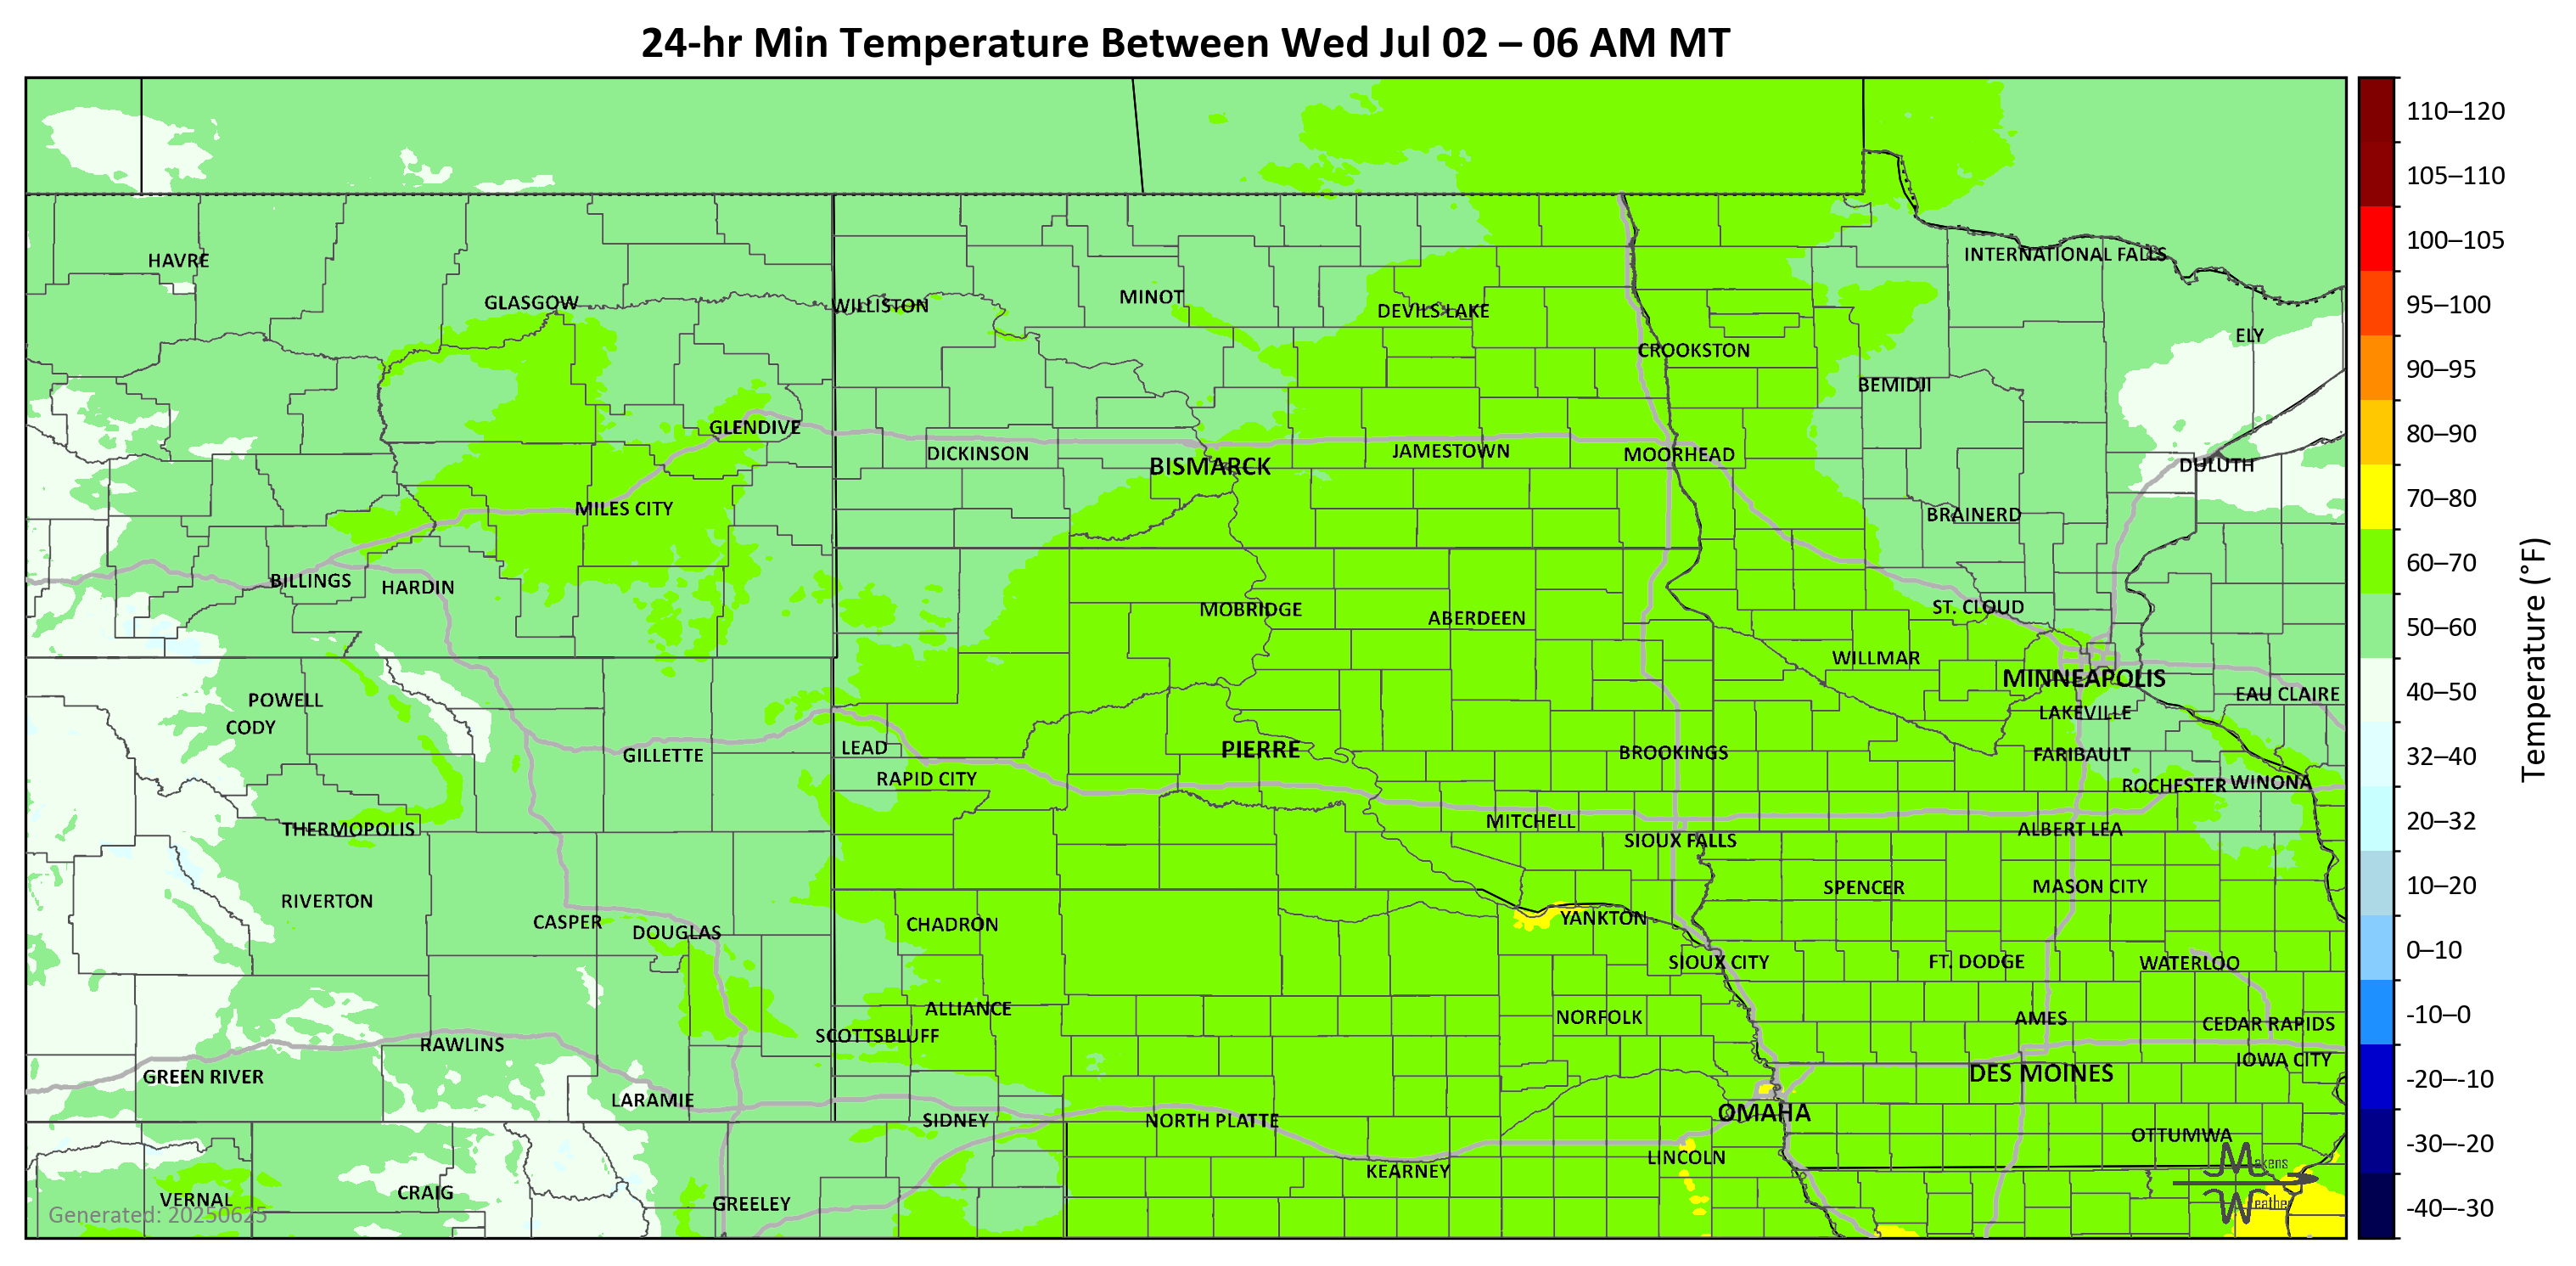 24-hr Min Temperature Between Wed Jul 02 – 06 AM MT
110–120
105–110
100–105
95–100
90–95
80–90
70–80
60–70
50–60
40–50
32–40
20–32
10–20
0–10
-10–0
-20–-10
-30–-20
-40–-30
Temperature (°F)
HAVRE
INTERNATIONAL FALLS
GLASGOW
WILLISTON
MINOT
DEVILS LAKE
ELY
CROOKSTON
BEMIDJI
GLENDIVE
DICKINSON
BISMARCK
JAMESTOWN
MOORHEAD
DULUTH
MILES CITY
BRAINERD
BILLINGS
HARDIN
MOBRIDGE
ABERDEEN
ST. CLOUD
WILLMAR
MINNEAPOLIS
POWELL
EAU CLAIRE
CODY
LAKEVILLE
GILLETTE
LEAD
PIERRE
BROOKINGS
FARIBAULT
RAPID CITY
ROCHESTER
WINONA
THERMOPOLIS
MITCHELL
ALBERT LEA
SIOUX FALLS
RIVERTON
SPENCER
MASON CITY
CASPER
DOUGLAS
CHADRON
YANKTON
SIOUX CITY
FT. DODGE
WATERLOO
ALLIANCE
NORFOLK
AMES
CEDAR RAPIDS
SCOTTSBLUFF
RAWLINS
IOWA CITY
GREEN RIVER
DES MOINES
LARAMIE
SIDNEY
NORTH PLATTE
OMAHA
OTTUMWA
KEARNEY
LINCOLN
VERNAL
CRAIG
GREELEY
Generated: 20250625
Makens
Weather